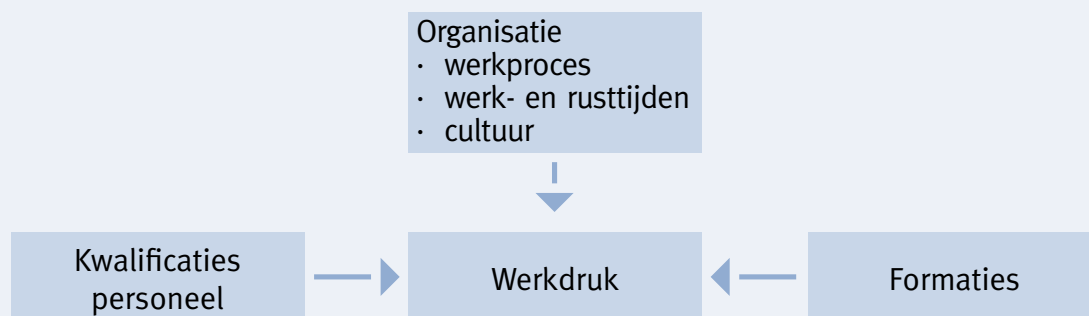 Organisatie
· werkproces
· werk- en rusttijden
· cultuur
Kwalificaties
personeel
Werkdruk
Formaties